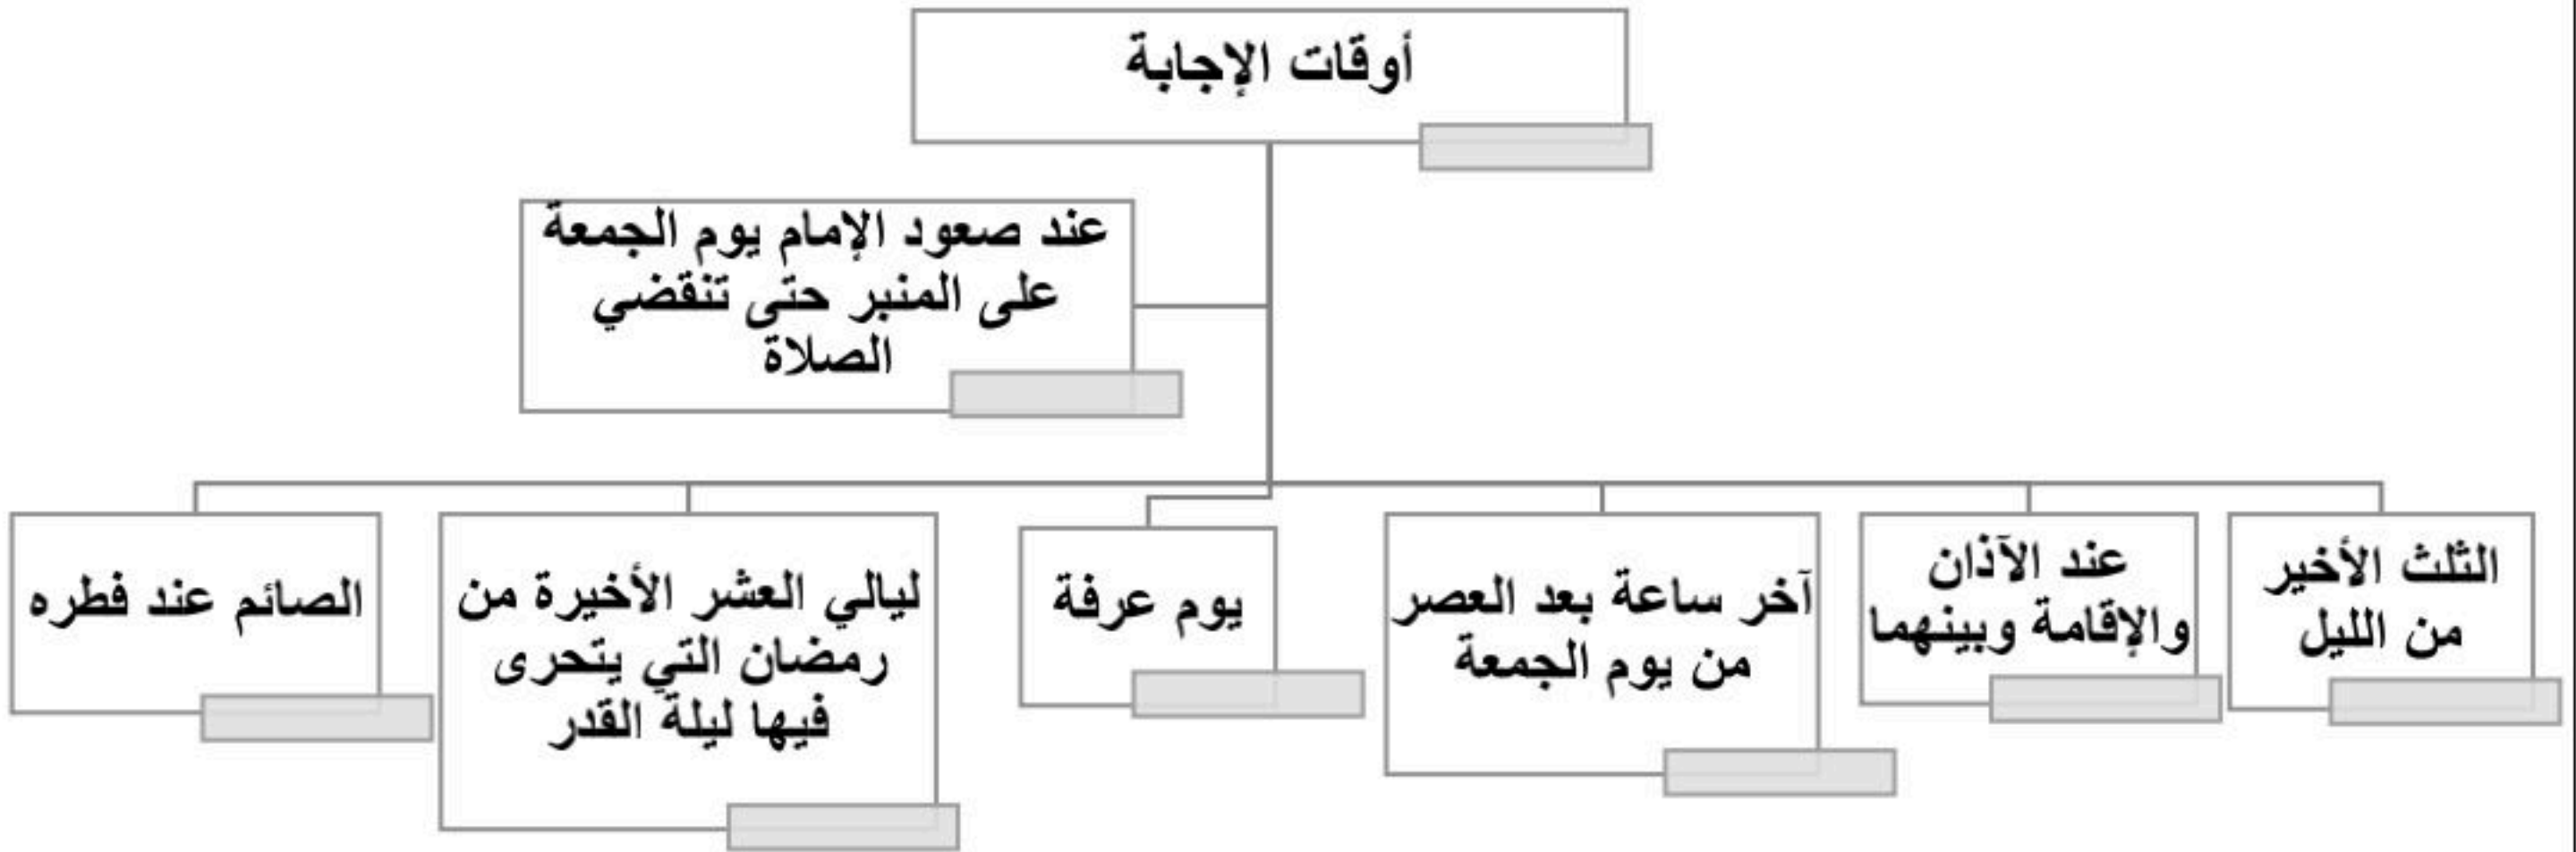 أوقات الإجابة
عند صعود الإمام يوم الجمعة
على المنبر حتى تنقضي
الصلاة
الثلث الأخير
من الليل
عند الآذان
والإقامة وبينهما
آخر ساعة بعد العصر
من يوم الجمعة
يوم عرفة
ليالي العشر الأخيرة من
رمضان التي يتحرى
فيها ليلة القدر
الصائم عند فطره